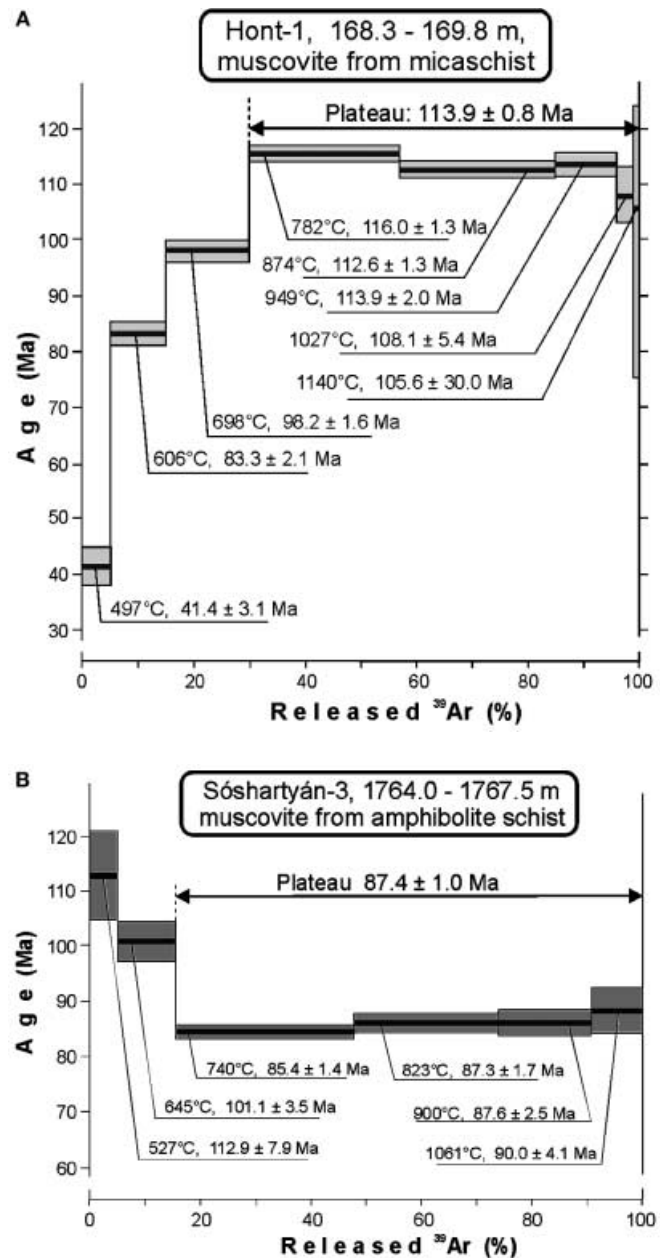 A
Hont-1, 168.3 - 169.8 m,
muscovite from micaschist
Plateau: 113.9 ± 0.8 Ma
120
110
100
90
80
70
60
50
40
30
Age (Ma)
782°C, 116.0 ± 1.3 Ma
874°C, 112.6 ± 1.3 Ma
949°C, 113.9 ± 2.0 Ma
1027°C, 108.1 ± 5.4 Ma
1140°C, 105.6 ± 30.0 Ma
698°C, 98.2 ± 1.6 Ma
606°C, 83.3 ± 2.1 Ma
497°C, 41.4 ± 3.1 Ma
0 20 40 60 80 100
Released ³⁹Ar (%)
B
Sóshartyán-3, 1764.0 - 1767.5 m
muscovite from amphibolite schist
Plateau 87.4 ± 1.0 Ma
120
110
100
90
80
70
60
Age (Ma)
740°C, 85.4 ± 1.4 Ma
823°C, 87.3 ± 1.7 Ma
645°C, 101.1 ± 3.5 Ma
900°C, 87.6 ± 2.5 Ma
527°C, 112.9 ± 7.9 Ma
1061°C, 90.0 ± 4.1 Ma
0 20 40 60 80 100
Released ³⁹Ar (%)